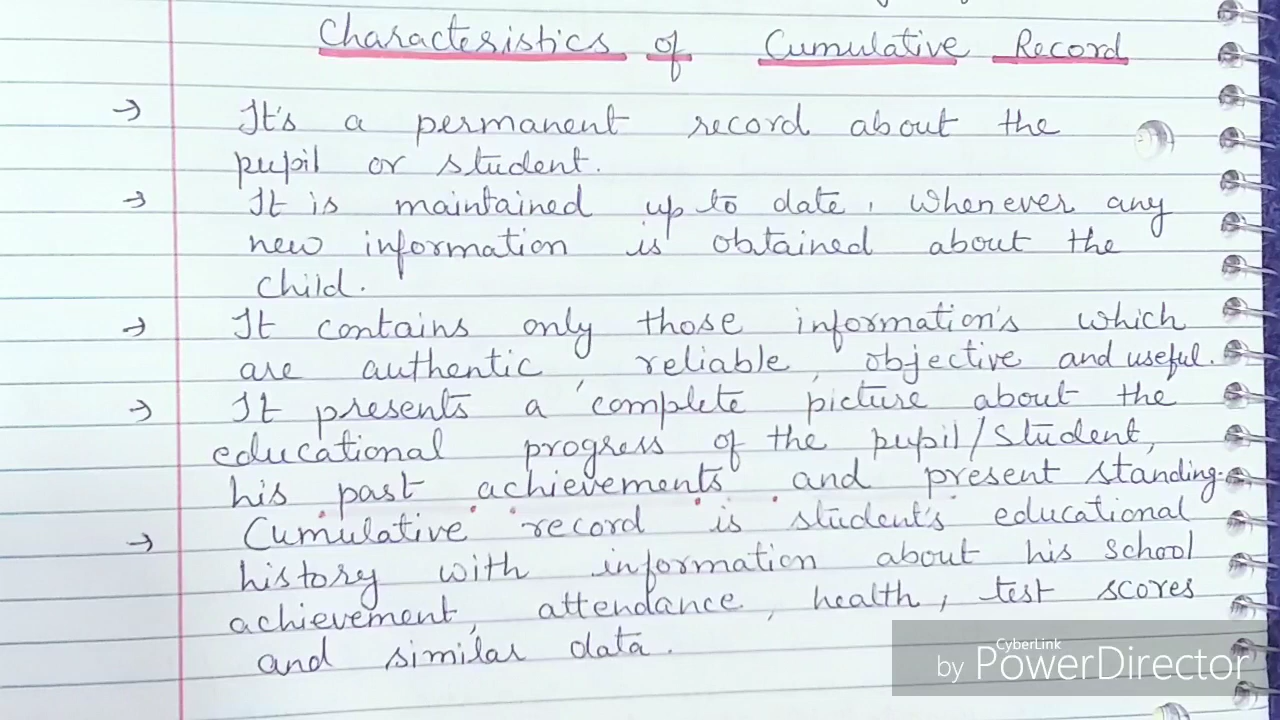 Characteristics of Cumulative Record
→ It's a permanent record about the
pupil or student.
→ It is maintained up to date, whenever any
new information is obtained about the
child.
→ It contains only those information's which
are authentic, reliable, objective and useful.
→ It presents a complete picture about the
educational progress of the pupil/student,
his past achievements and present standing.
→ Cumulative record is student's educational
history with information about his school
achievement, attendance, health, test scores
and similar data.
CyberLink
by PowerDirector